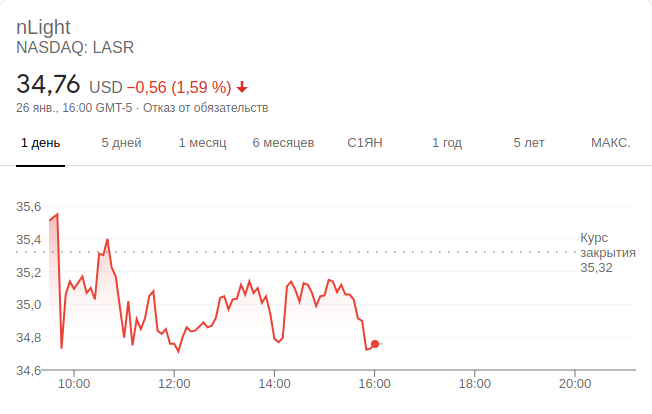 nLight
NASDAQ: LASR
34,76 USD −0,56 (1,59 %)
26 янв., 16:00 GMT-5 · Отказ от обязательств
1 день 5 дней 1 месяц 6 месяцев С1ЯН 1 год 5 лет МАКС.
35,6
35,4
Курс
закрытия
35,32
35,2
35,0
34,8
34,6
10:00 12:00 14:00 16:00 18:00 20:00